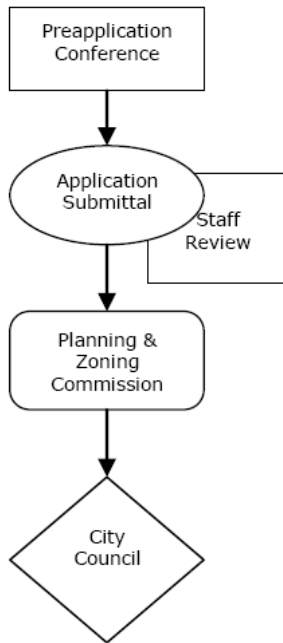 Preapplication
Conference
Application
Submittal
Staff
Review
Planning &
Zoning
Commission
City
Council